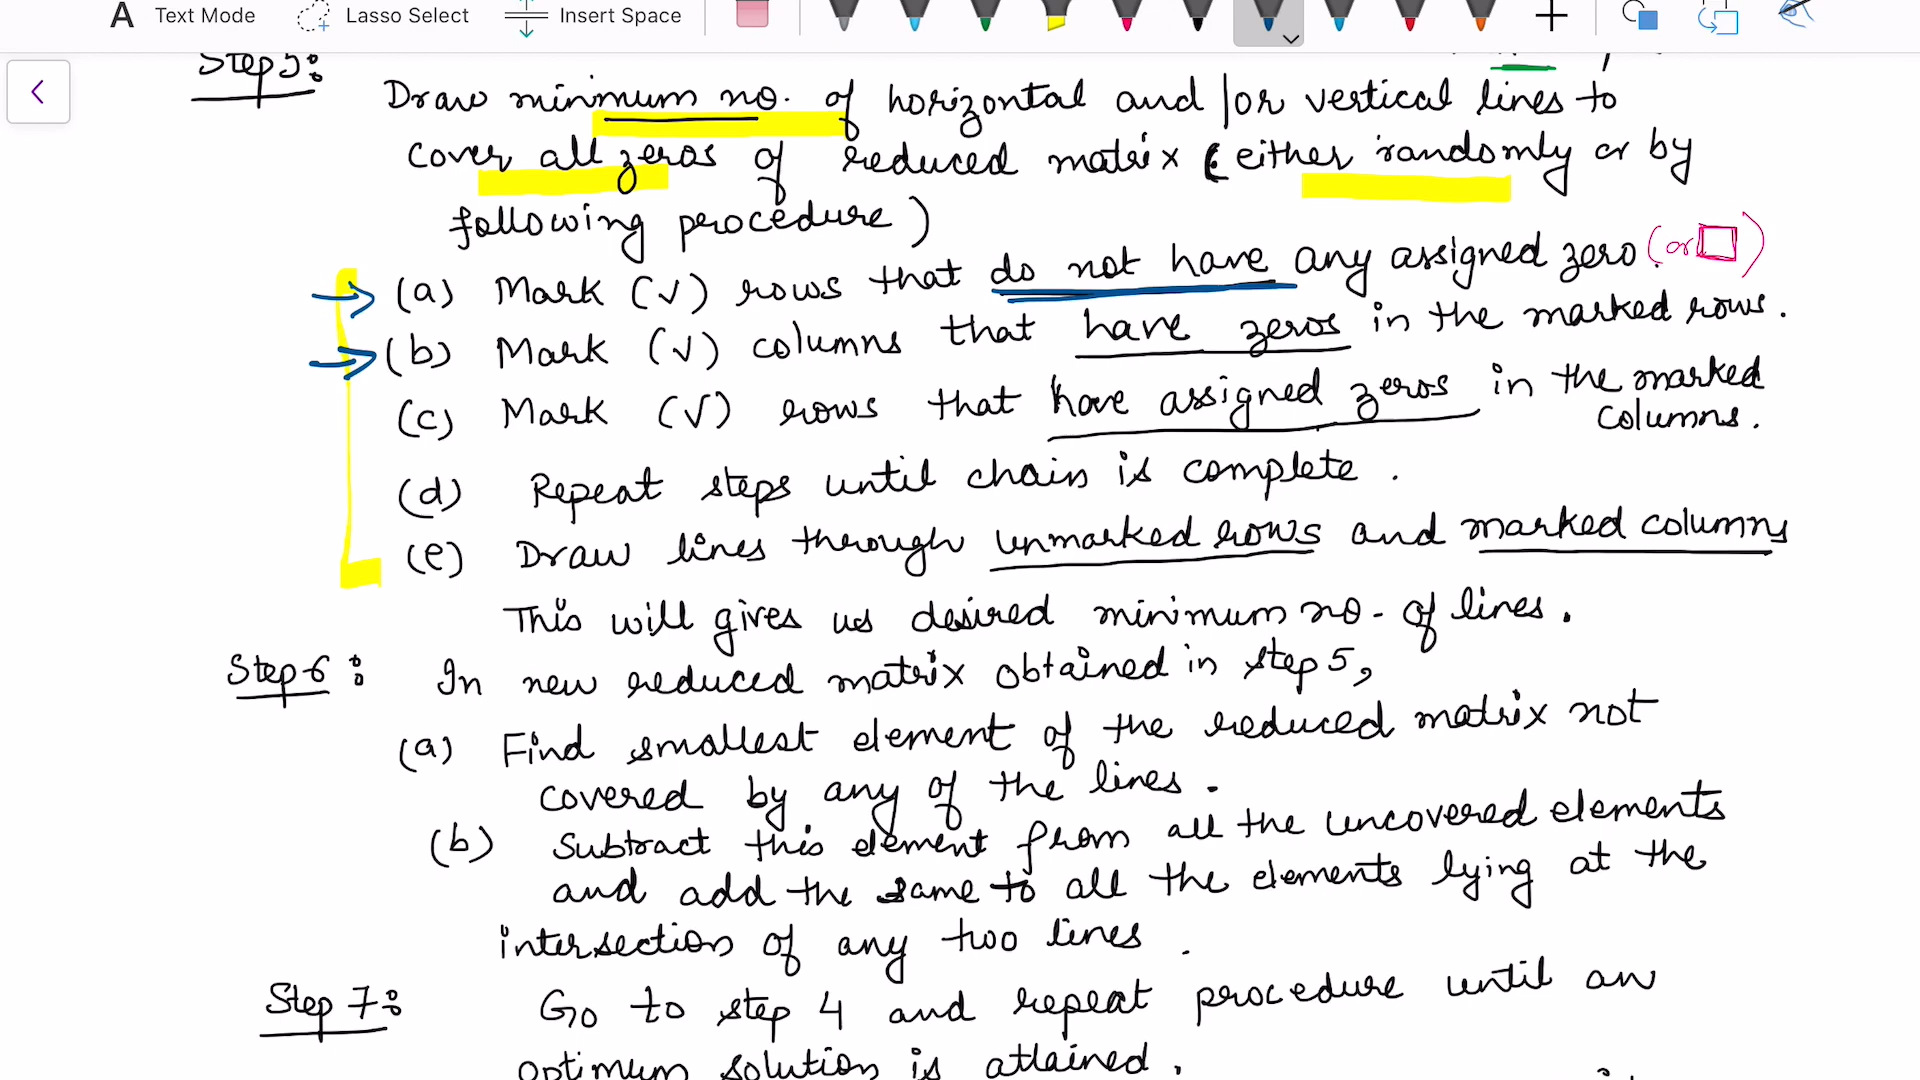 Text Mode Lasso Select Insert Space
Step 5:
Draw minimum no. of horizontal and/or vertical lines to
cover all zeros of reduced matrix (either randomly or by
following procedure)
(a) Mark (√) rows that do not have any assigned zero. (or □)
(b) Mark (√) columns that have zeros in the marked rows.
(c) Mark (√) rows that have assigned zeros in the marked
columns.
(d) Repeat steps until chain is complete.
(e) Draw lines through unmarked rows and marked columns
This will gives us desired minimum no. of lines.
Step 6: In new reduced matrix obtained in step 5,
(a) Find smallest element of the reduced matrix not
covered by any of the lines.
(b) Subtract this element from all the uncovered elements
and add the same to all the elements lying at the
intersection of any two lines.
Step 7: Go to step 4 and repeat procedure until an
optimum solution is attained.